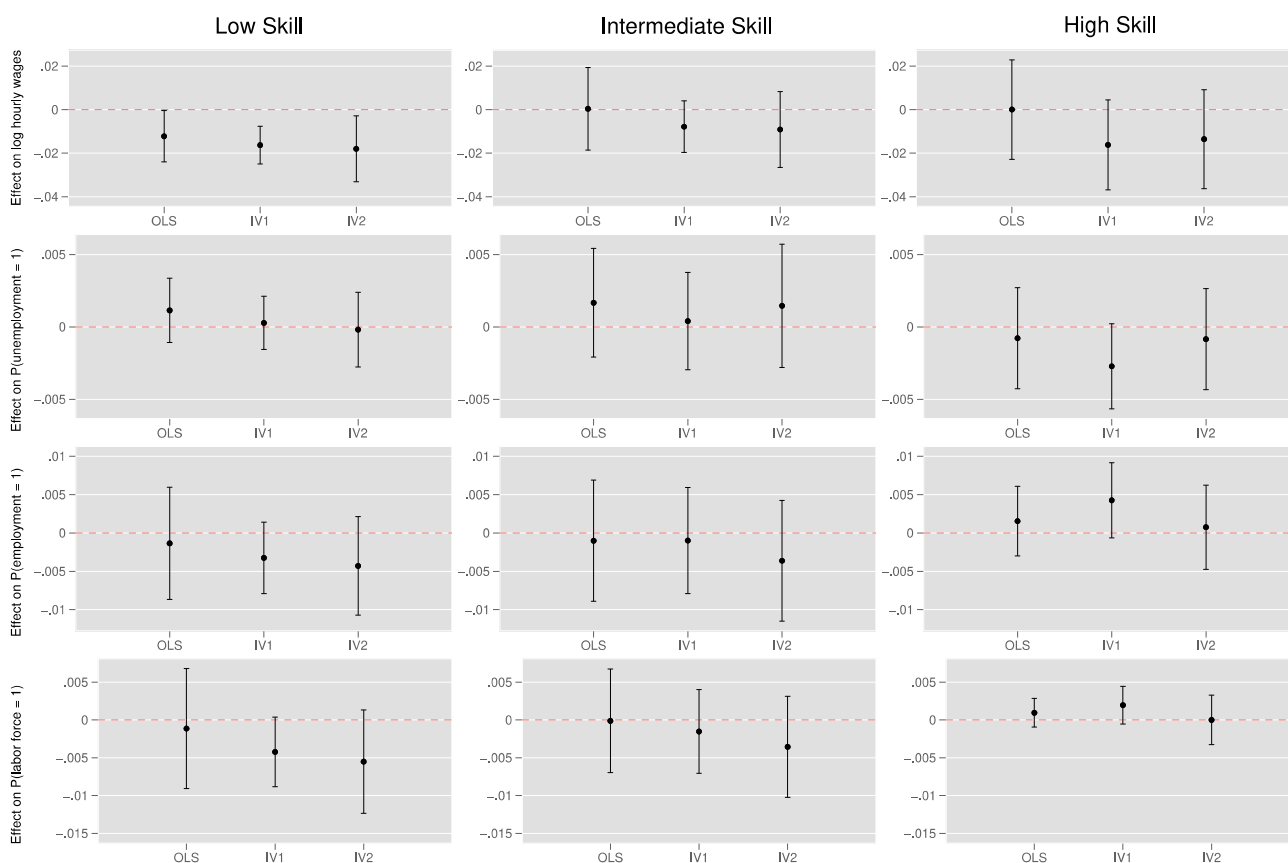 Low Skill Intermediate Skill High Skill
Effect on log hourly wages
.02 .02 .02
0 0 0
−.02 −.02 −.02
−.04 −.04 −.04
OLS IV1 IV2 OLS IV1 IV2 OLS IV1 IV2
Effect on P(unemployment = 1)
.005 .005 .005
0 0 0
−.005 −.005 −.005
OLS IV1 IV2 OLS IV1 IV2 OLS IV1 IV2
Effect on P(employment = 1)
.01 .01 .01
.005 .005 .005
0 0 0
−.005 −.005 −.005
−.01 −.01 −.01
OLS IV1 IV2 OLS IV1 IV2 OLS IV1 IV2
Effect on P(labor force = 1)
.005 .005 .005
0 0 0
−.005 −.005 −.005
−.01 −.01 −.01
−.015 −.015 −.015
OLS IV1 IV2 OLS IV1 IV2 OLS IV1 IV2